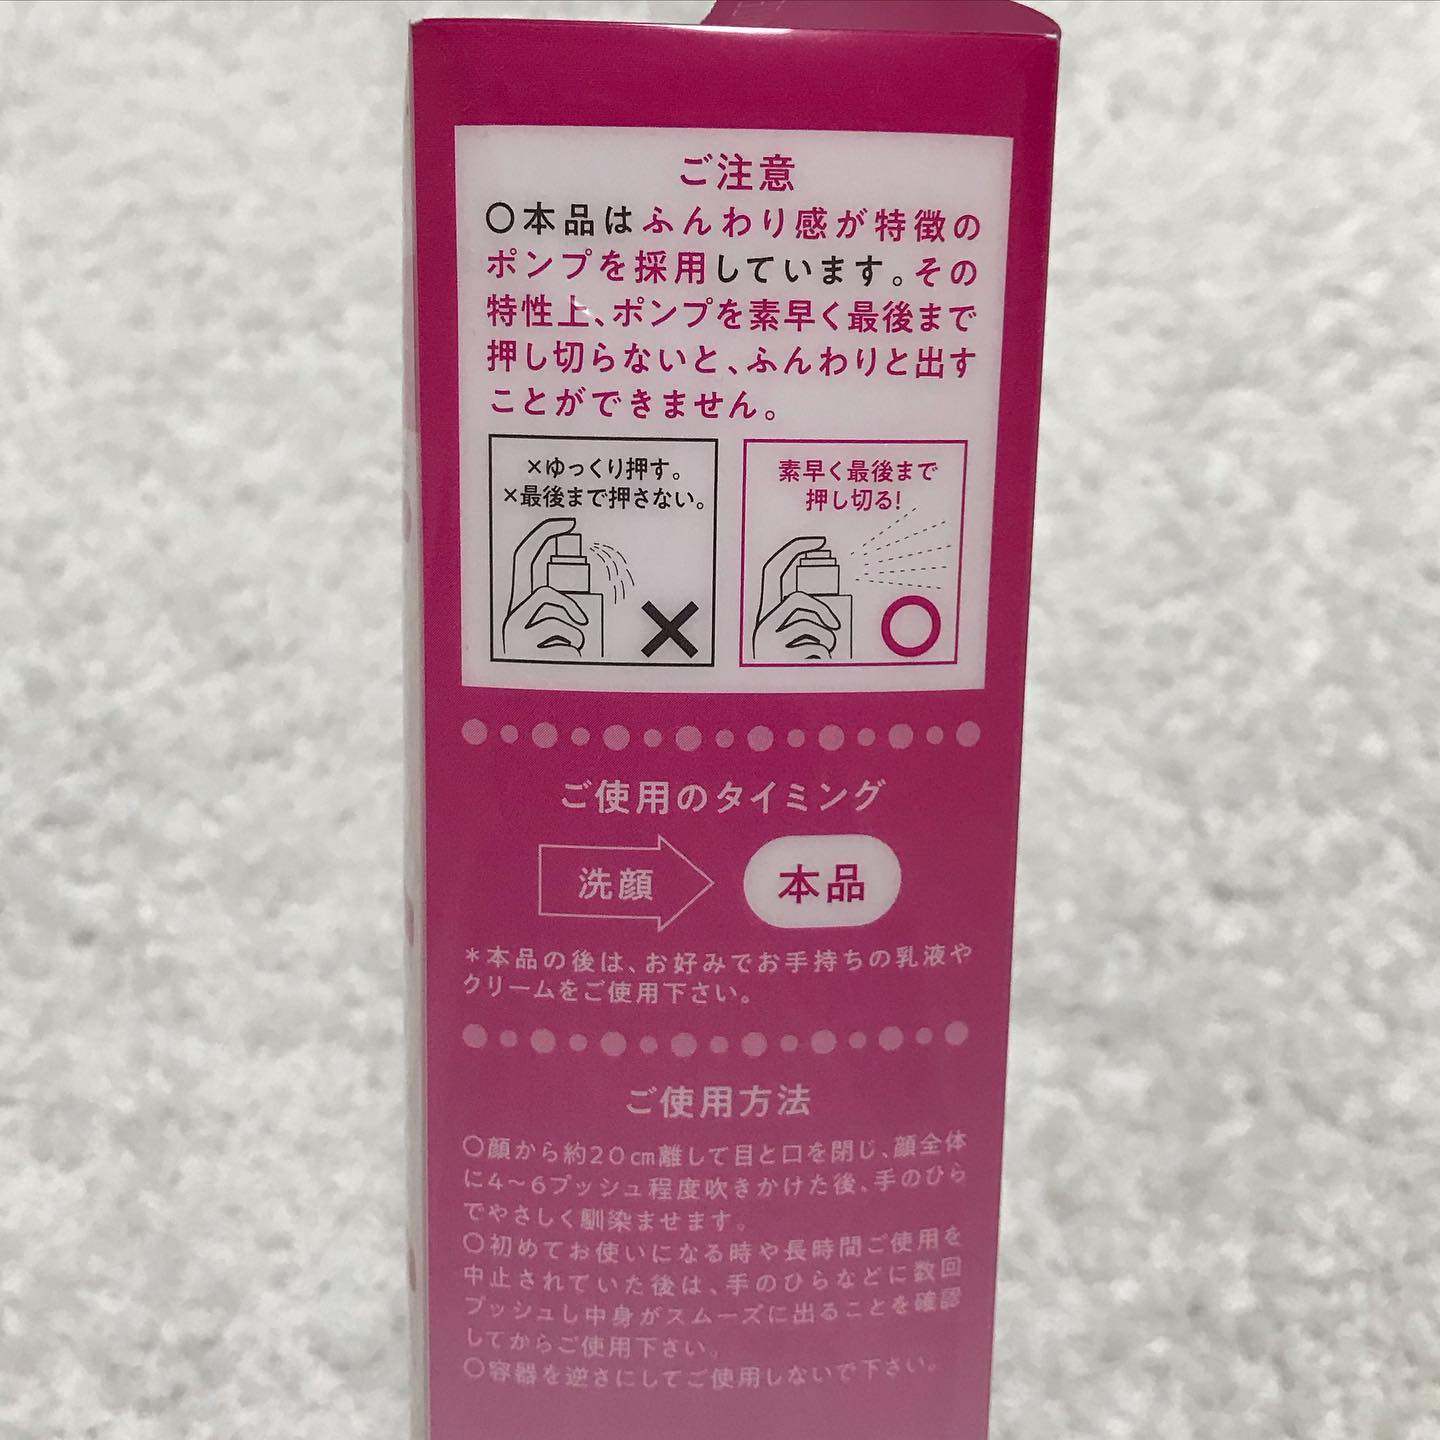 ご注意
○本品はふんわり感が特徴の
ポンプを採用しています。その
特性上、ポンプを素早く最後まで
押し切らないと、ふんわりと出す
ことができません。
×ゆっくり押す。
×最後まで押さない。
素早く最後まで
押し切る!
ご使用のタイミング
洗顔
本品
*本品の後は、お好みでお手持ちの乳液や
クリームをご使用下さい。
ご使用方法
○顔から約20cm離して目と口を閉じ、顔全体
に4〜6プッシュ程度吹きかけた後、手のひら
でやさしく馴染ませます。
○初めてお使いになる時や長時間ご使用を
中止されていた後は、手のひらなどに数回
プッシュし中身がスムーズに出ることを確認
してからご使用下さい。
○容器を逆さにしてご使用しないで下さい。